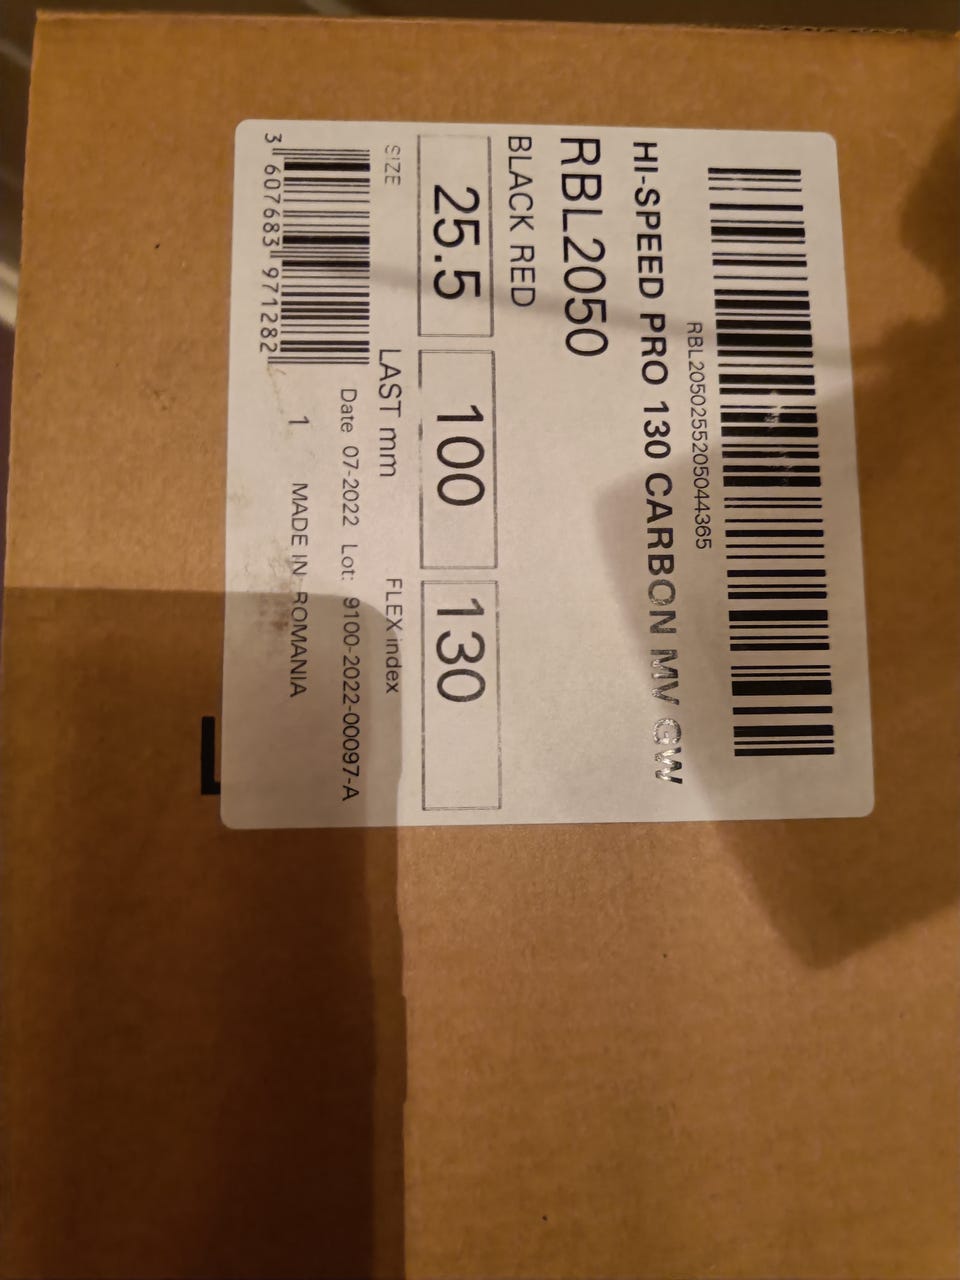 RBL2050255205044365
HI-SPEED PRO 130 CARBON MV GW
RBL2050
BLACK RED
25.5 100 130
SIZE LAST mm FLEX index
Date 07-2022 Lot: 9100-2022-00097-A
1 MADE IN ROMANIA
3 607683 971282